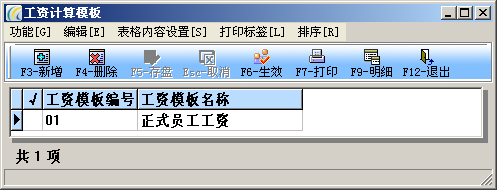 工资计算模板
功能[G] 编辑[E] 表格内容设置[S] 打印标签[L] 排序[R]
F3-新增 F4-删除 F5-存盘 Esc-取消 F6-生效 F7-打印 F9-明细 F12-退出
√ 工资模板编号 工资模板名称
01 正式员工工资
共1项